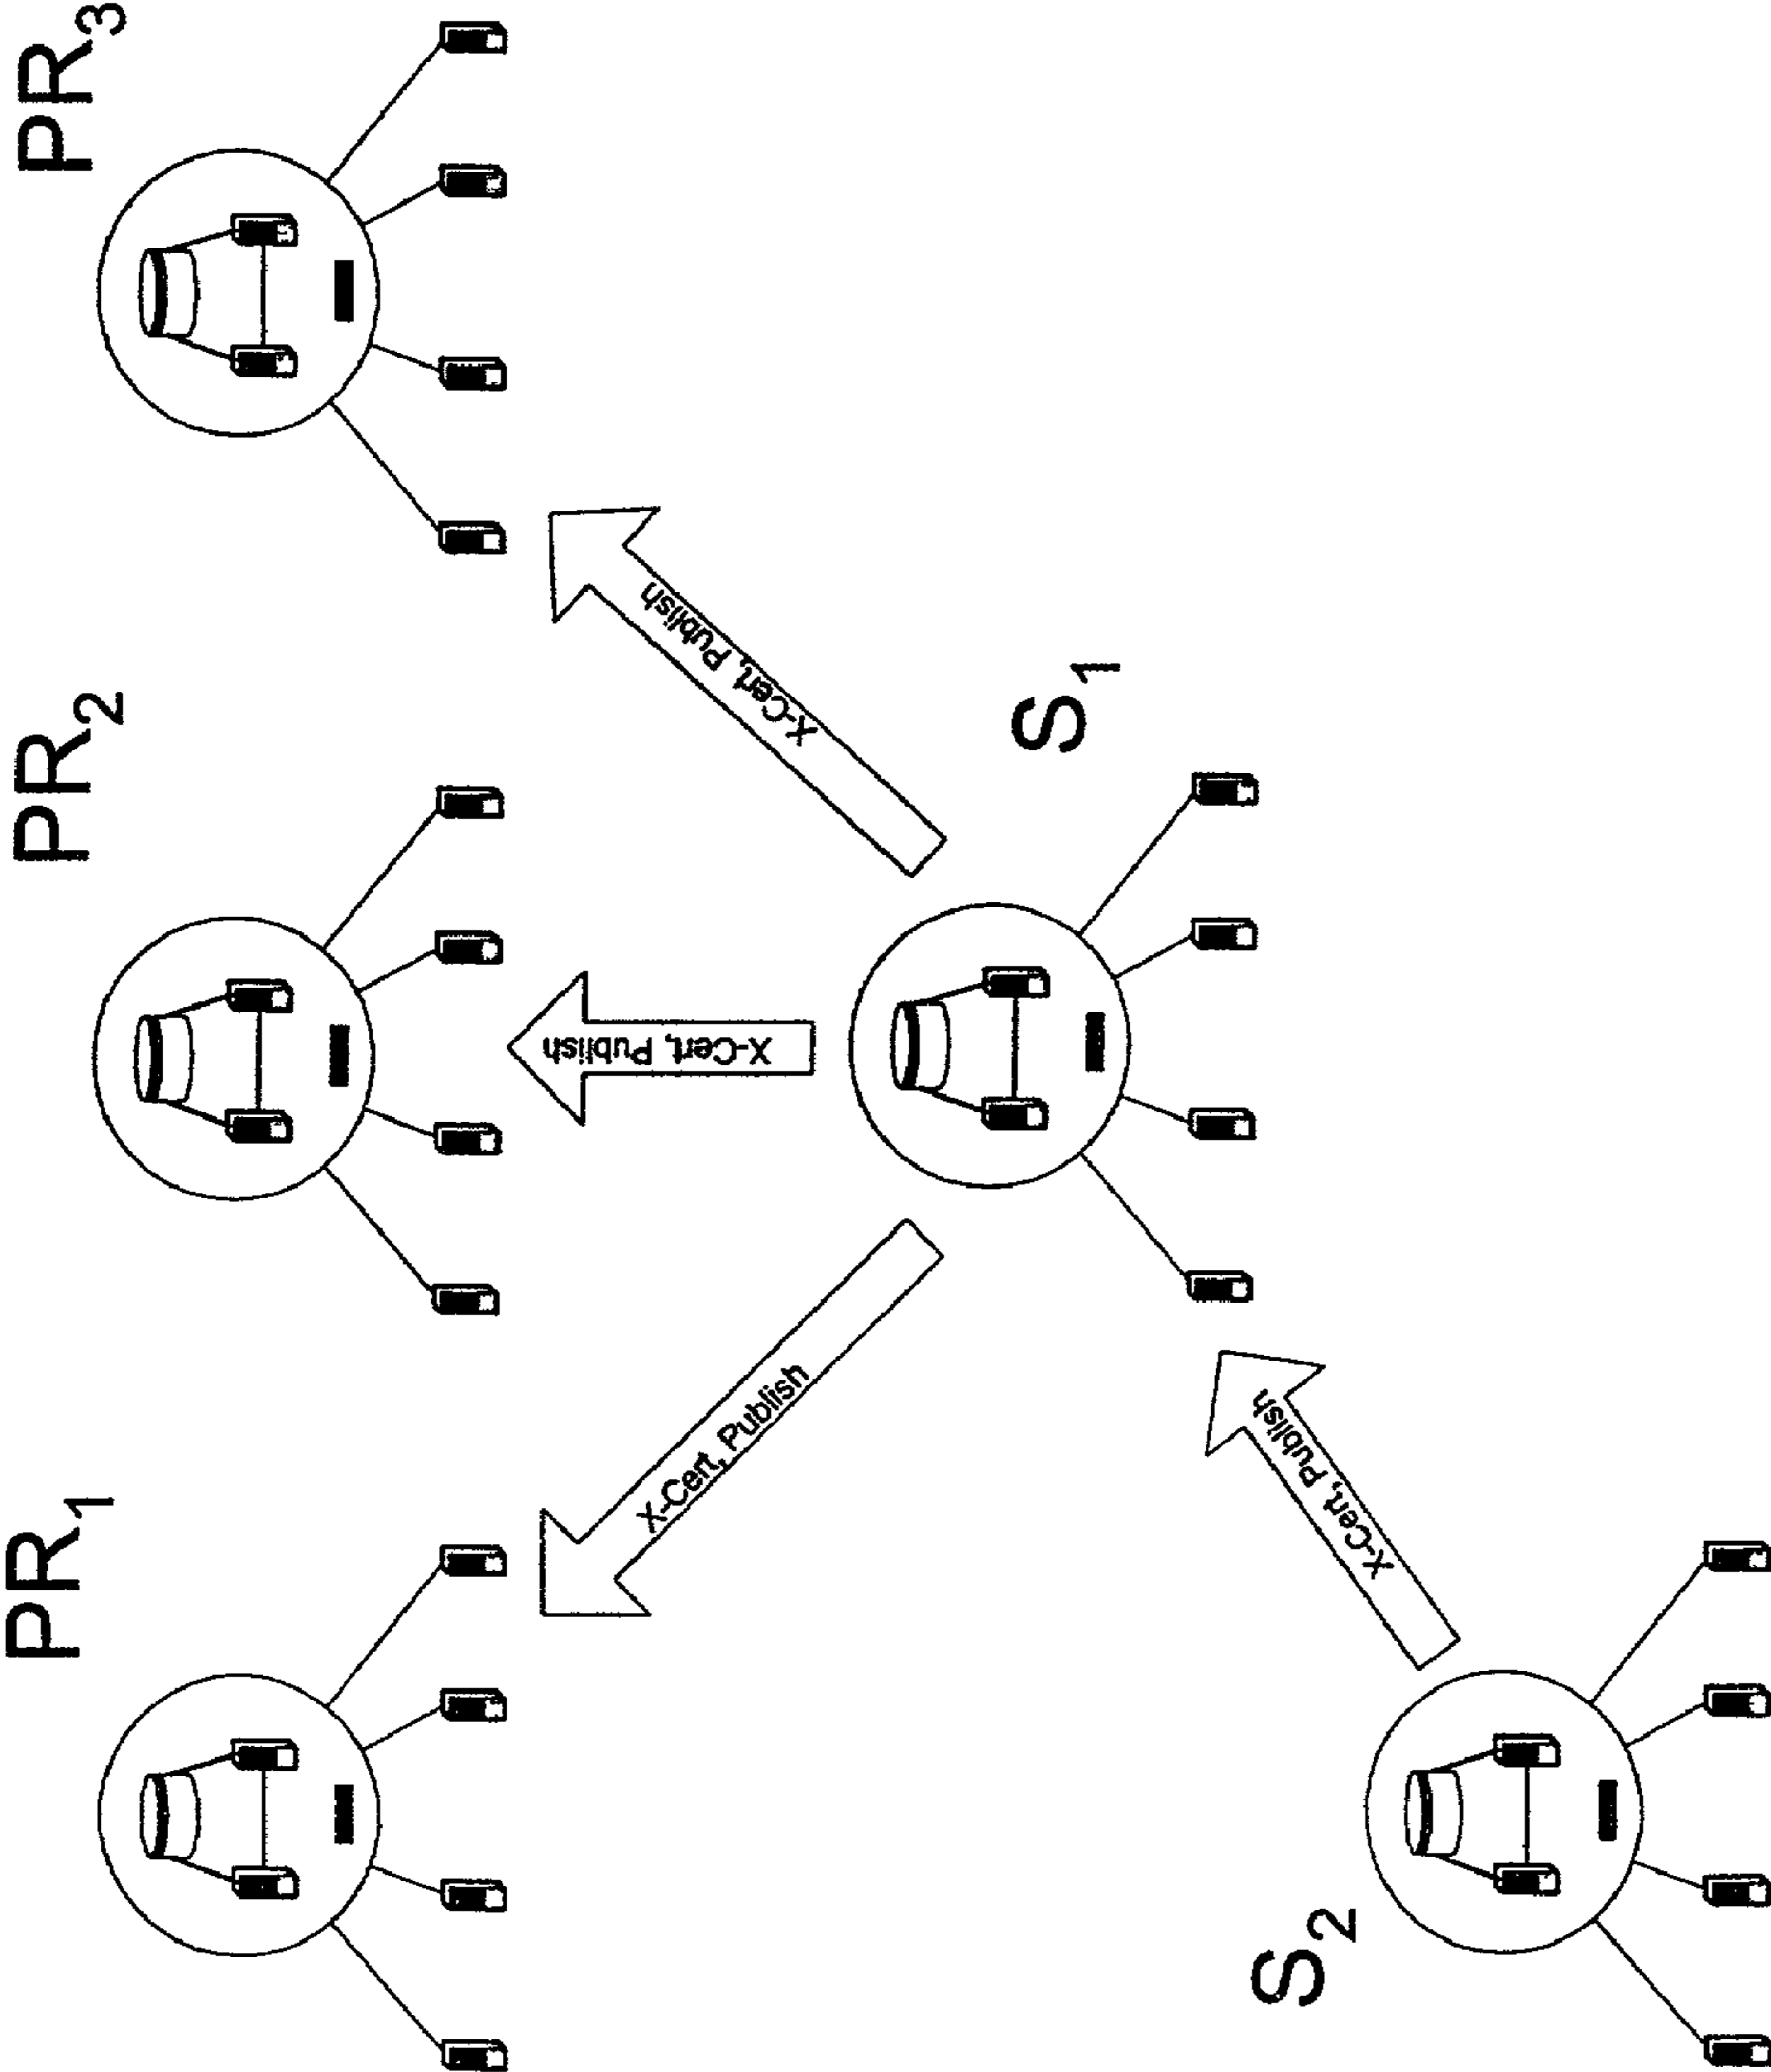 PR1
PR2
PR3
X-Cert, Publish
X-Cert, Publish
X-Cert, Publish
S1
X-Cert, Publish
S2